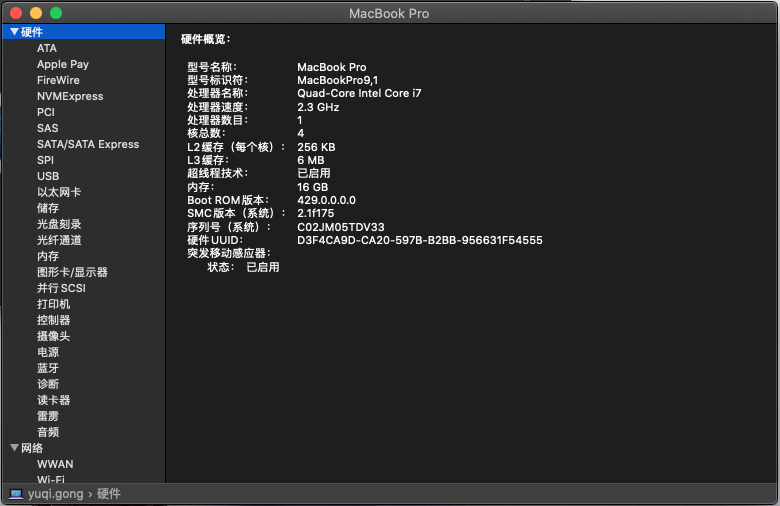 MacBook Pro
硬件
ATA
Apple Pay
FireWire
NVMExpress
PCI
SAS
SATA/SATA Express
SPI
USB
以太网卡
储存
光盘刻录
光纤通道
内存
图形卡/显示器
并行 SCSI
打印机
控制器
摄像头
电源
蓝牙
诊断
读卡器
雷雳
音频
网络
WWAN
Wi-Fi
硬件概览：
型号名称： MacBook Pro
型号标识符： MacBookPro9,1
处理器名称： Quad-Core Intel Core i7
处理器速度： 2.3 GHz
处理器数目： 1
核总数： 4
L2 缓存（每个核）： 256 KB
L3 缓存： 6 MB
超线程技术： 已启用
内存： 16 GB
Boot ROM 版本： 429.0.0.0.0
SMC 版本（系统）： 2.1f175
序列号（系统）： C02JM05TDV33
硬件 UUID： D3F4CA9D-CA20-597B-B2BB-956631F54555
突发移动感应器：
状态： 已启用
yuqi.gong › 硬件